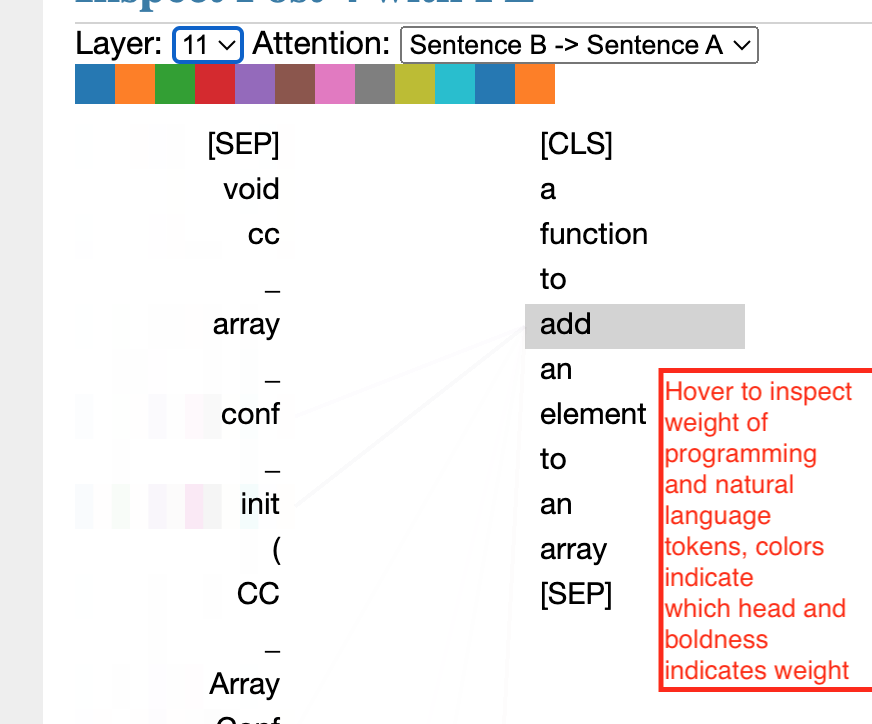 Layer: 11 Attention: Sentence B -> Sentence A
[SEP] [CLS]
void a
cc function
_ to
array add
_ an
conf element
_ to
init an
( array
CC [SEP]
_
Array
Conf
Hover to inspect
weight of
programming
and natural
language
tokens, colors
indicate
which head and
boldness
indicates weight